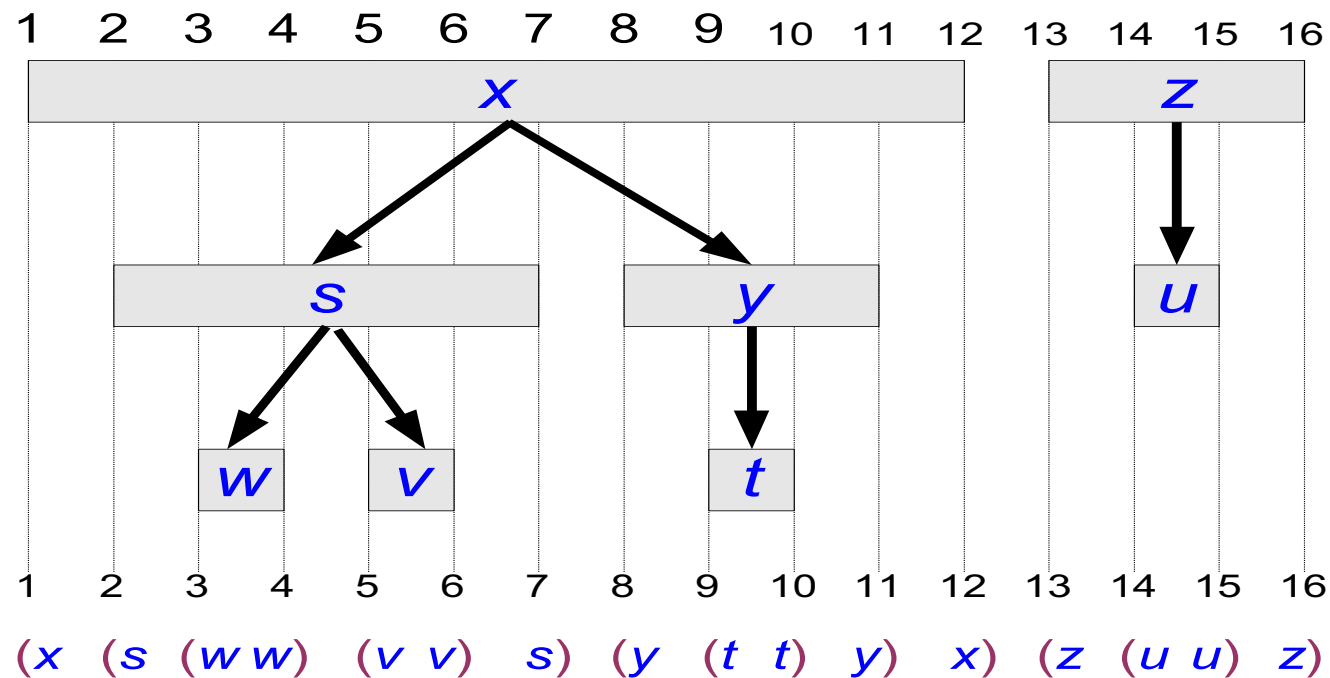 1 2 3 4 5 6 7 8 9 10 11 12 13 14 15 16
x z
s y u
w v t
1 2 3 4 5 6 7 8 9 10 11 12 13 14 15 16
(x (s (w w) (v v) s) (y (t t) y) x) (z (u u) z)